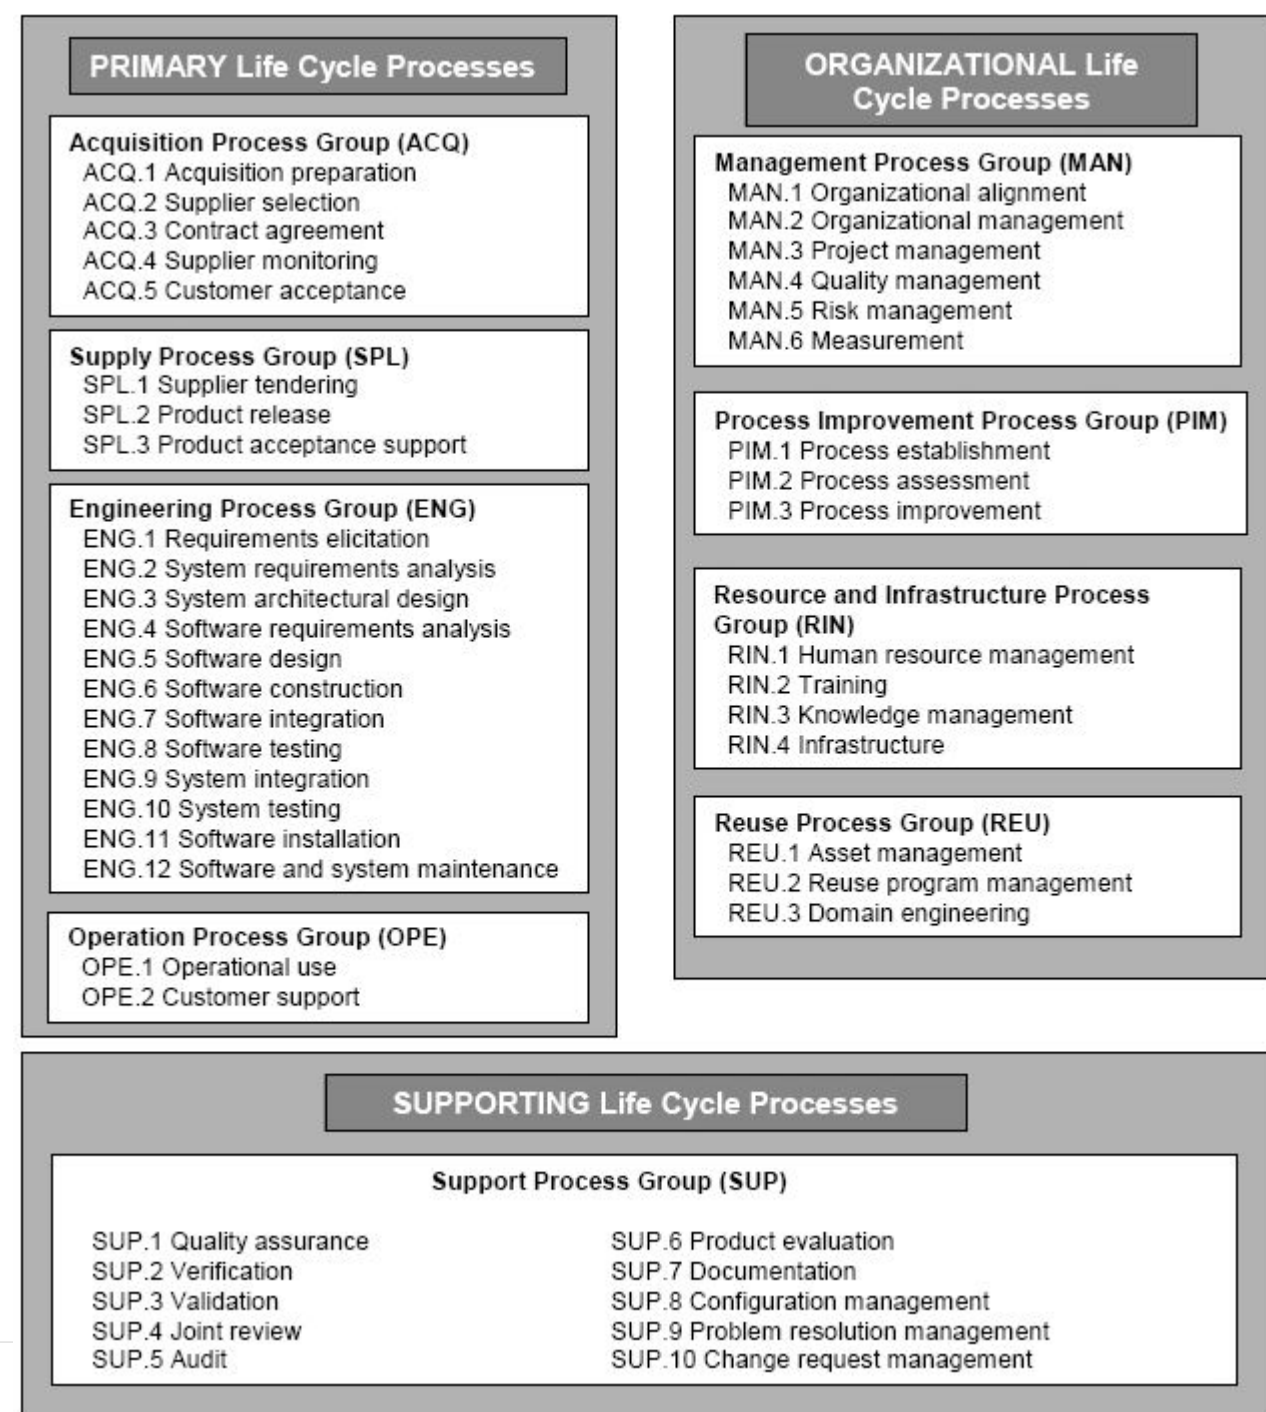 PRIMARY Life Cycle Processes
Acquisition Process Group (ACQ)
ACQ.1 Acquisition preparation
ACQ.2 Supplier selection
ACQ.3 Contract agreement
ACQ.4 Supplier monitoring
ACQ.5 Customer acceptance
Supply Process Group (SPL)
SPL.1 Supplier tendering
SPL.2 Product release
SPL.3 Product acceptance support
Engineering Process Group (ENG)
ENG.1 Requirements elicitation
ENG.2 System requirements analysis
ENG.3 System architectural design
ENG.4 Software requirements analysis
ENG.5 Software design
ENG.6 Software construction
ENG.7 Software integration
ENG.8 Software testing
ENG.9 System integration
ENG.10 System testing
ENG.11 Software installation
ENG.12 Software and system maintenance
Operation Process Group (OPE)
OPE.1 Operational use
OPE.2 Customer support
ORGANIZATIONAL Life
Cycle Processes
Management Process Group (MAN)
MAN.1 Organizational alignment
MAN.2 Organizational management
MAN.3 Project management
MAN.4 Quality management
MAN.5 Risk management
MAN.6 Measurement
Process Improvement Process Group (PIM)
PIM.1 Process establishment
PIM.2 Process assessment
PIM.3 Process improvement
Resource and Infrastructure Process
Group (RIN)
RIN.1 Human resource management
RIN.2 Training
RIN.3 Knowledge management
RIN.4 Infrastructure
Reuse Process Group (REU)
REU.1 Asset management
REU.2 Reuse program management
REU.3 Domain engineering
SUPPORTING Life Cycle Processes
Support Process Group (SUP)
SUP.1 Quality assurance
SUP.2 Verification
SUP.3 Validation
SUP.4 Joint review
SUP.5 Audit
SUP.6 Product evaluation
SUP.7 Documentation
SUP.8 Configuration management
SUP.9 Problem resolution management
SUP.10 Change request management